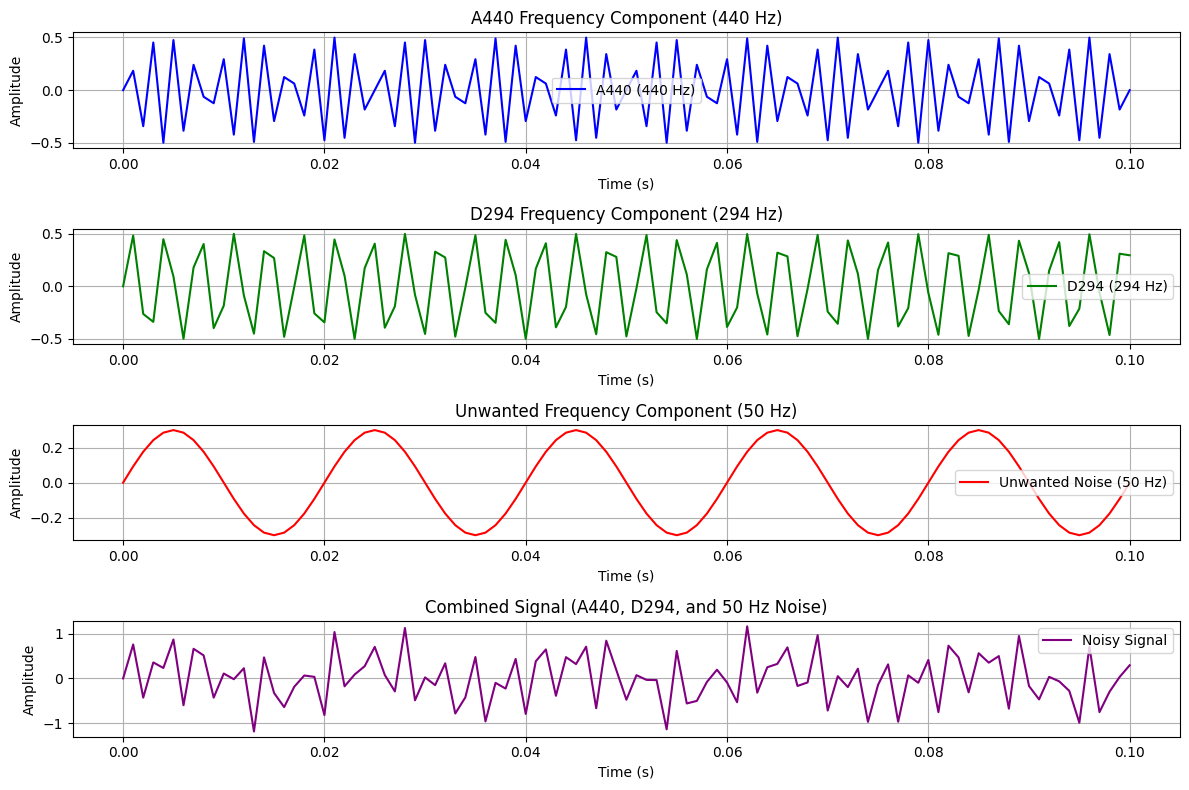 A440 Frequency Component (440 Hz)
0.5
0.0
−0.5
Amplitude
A440 (440 Hz)
0.00 0.02 0.04 0.06 0.08 0.10
Time (s)
D294 Frequency Component (294 Hz)
0.5
0.0
−0.5
Amplitude
D294 (294 Hz)
0.00 0.02 0.04 0.06 0.08 0.10
Time (s)
Unwanted Frequency Component (50 Hz)
0.2
0.0
−0.2
Amplitude
Unwanted Noise (50 Hz)
0.00 0.02 0.04 0.06 0.08 0.10
Time (s)
Combined Signal (A440, D294, and 50 Hz Noise)
1
0
−1
Amplitude
Noisy Signal
0.00 0.02 0.04 0.06 0.08 0.10
Time (s)